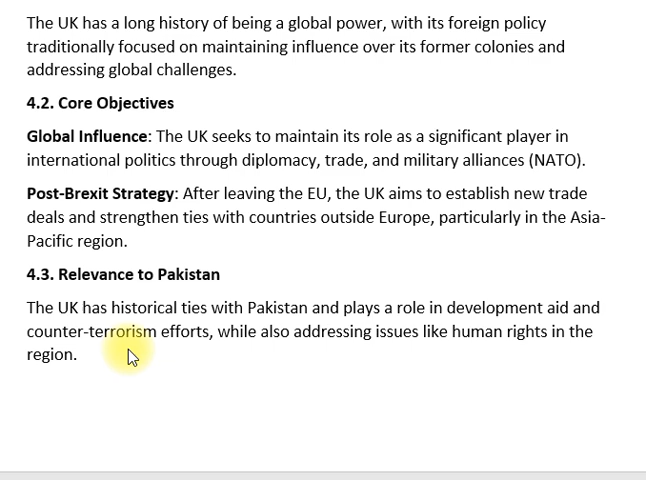 The UK has a long history of being a global power, with its foreign policy
traditionally focused on maintaining influence over its former colonies and
addressing global challenges.
4.2. Core Objectives
Global Influence: The UK seeks to maintain its role as a significant player in
international politics through diplomacy, trade, and military alliances (NATO).
Post-Brexit Strategy: After leaving the EU, the UK aims to establish new trade
deals and strengthen ties with countries outside Europe, particularly in the Asia-
Pacific region.
4.3. Relevance to Pakistan
The UK has historical ties with Pakistan and plays a role in development aid and
counter-terrorism efforts, while also addressing issues like human rights in the
region.